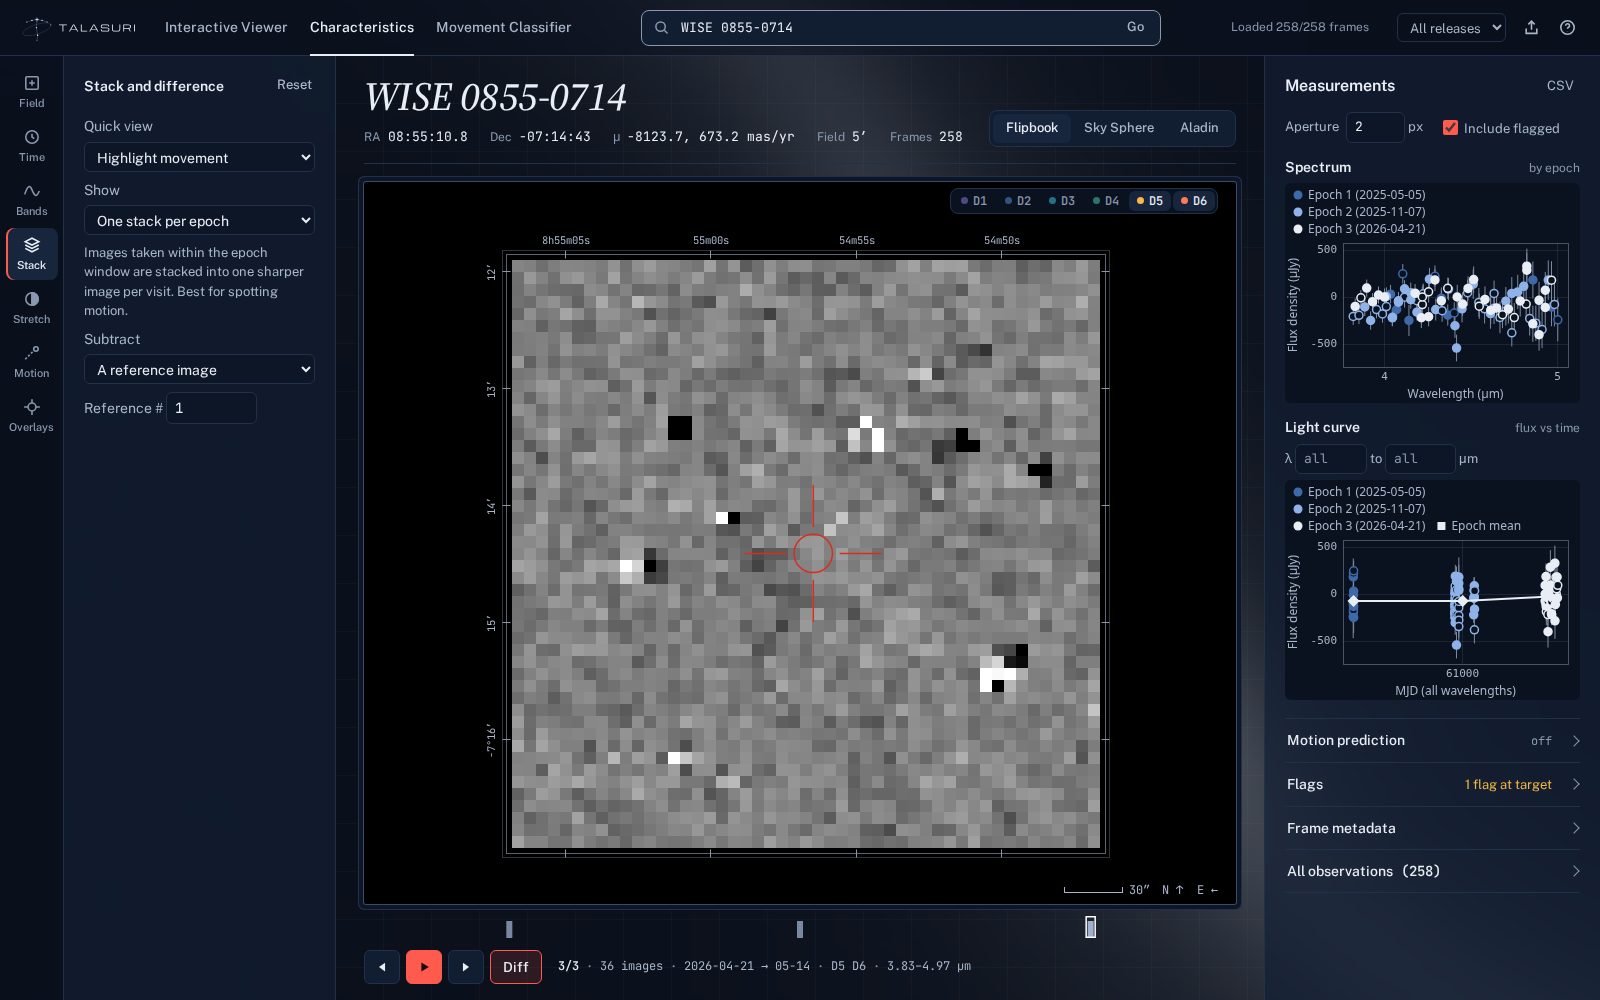 TALASURI
Interactive Viewer
Characteristics
Movement Classifier
WISE 0855-0714
Go
Loaded 258/258 frames
All releases
Field
Time
Bands
Stack
Stretch
Motion
Overlays
Stack and difference
Reset
Quick view
Highlight movement
Show
One stack per epoch
Images taken within the epoch
window are stacked into one sharper
image per visit. Best for spotting
motion.
Subtract
A reference image
Reference # 1
WISE 0855-0714
RA 08:55:10.8 Dec -07:14:43 μ -8123.7, 673.2 mas/yr Field 5′ Frames 258
Flipbook
Sky Sphere
Aladin
D1 D2 D3 D4 D5 D6
8h55m05s 55m00s 54m55s 54m50s
12′
13′
14′
15′
-7°16′
30″ N ↑ E ←
Diff
3/3 · 36 images · 2026-04-21 → 05-14 · D5 D6 · 3.83–4.97 μm
Measurements
CSV
Aperture 2 px
Include flagged
Spectrum
by epoch
Epoch 1 (2025-05-05)
Epoch 2 (2025-11-07)
Epoch 3 (2026-04-21)
Flux density (μJy)
500
0
-500
4 5
Wavelength (μm)
Light curve
flux vs time
λ all to all μm
Epoch 1 (2025-05-05)
Epoch 2 (2025-11-07)
Epoch 3 (2026-04-21) Epoch mean
Flux density (μJy)
500
0
-500
61000
MJD (all wavelengths)
Motion prediction
off
Flags
1 flag at target
Frame metadata
All observations (258)